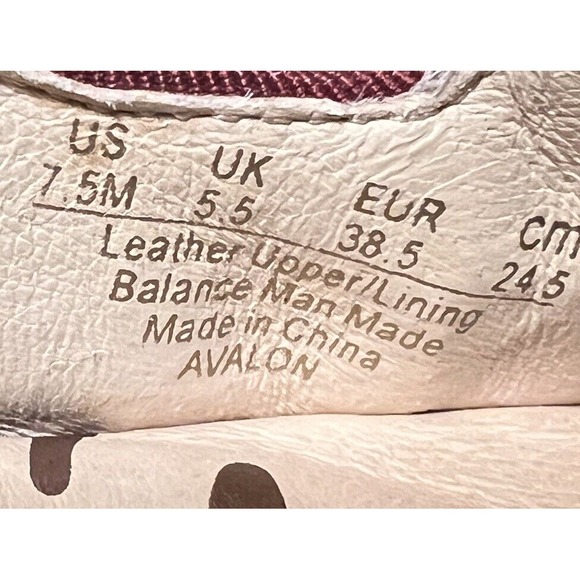 US UK EUR cm
7.5M 5.5 38.5 24.5
Leather Upper/Lining
Balance Man Made
Made in China
AVALON